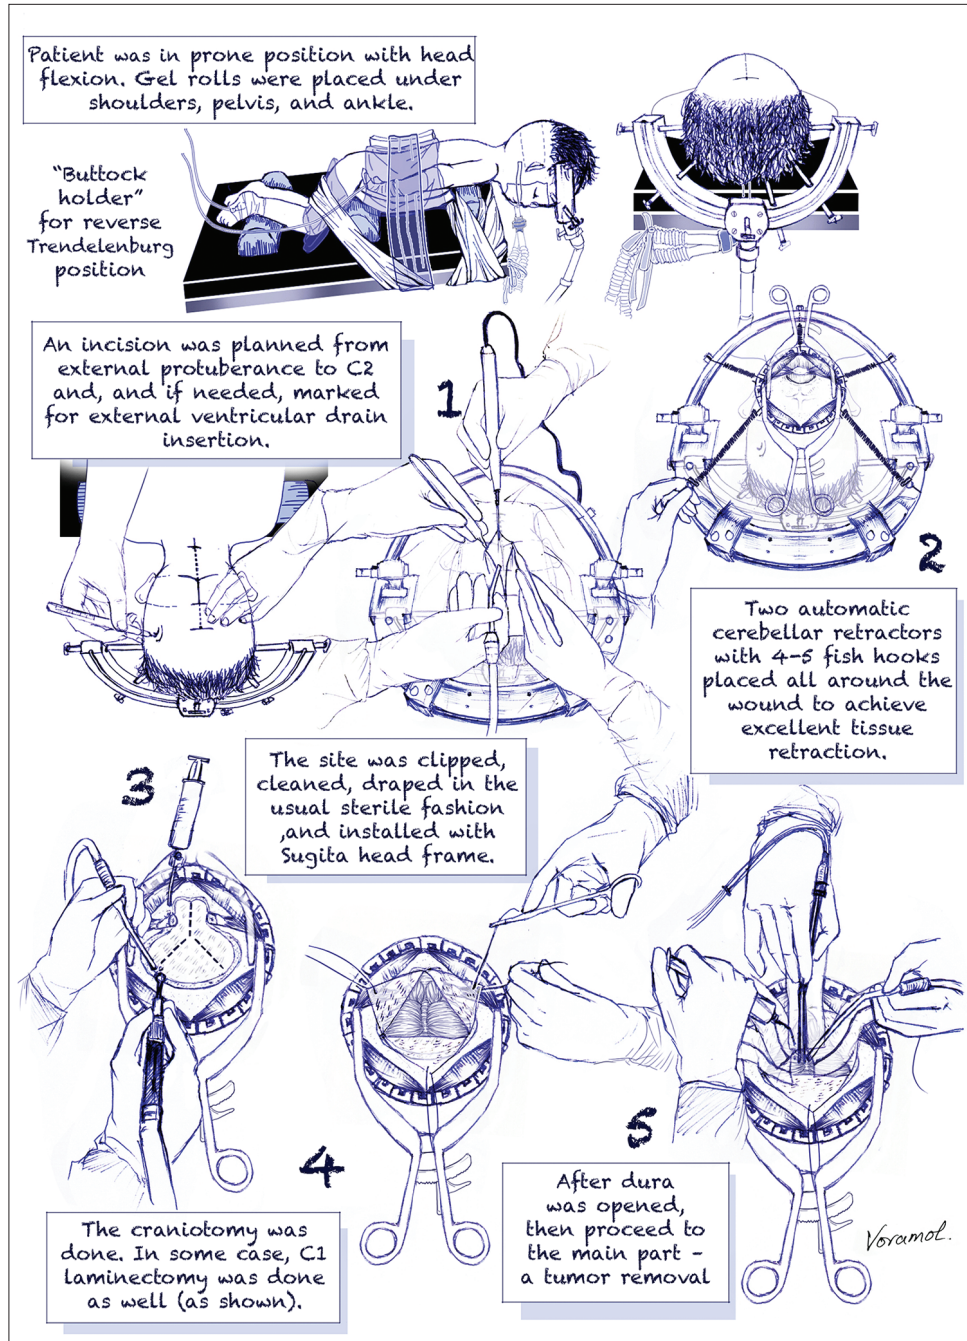 Patient was in prone position with head
flexion. Gel rolls were placed under
shoulders, pelvis, and ankle.
"Buttock
holder"
for reverse
Trendelenburg
position
An incision was planned from
external protuberance to C2
and, and if needed, marked
for external ventricular drain
insertion.
1
2
Two automatic
cerebellar retractors
with 4-5 fish hooks
placed all around the
wound to achieve
excellent tissue
retraction.
The site was clipped,
cleaned, draped in the
usual sterile fashion
,and installed with
Sugita head frame.
3
4
5
The craniotomy was
done. In some case, C1
laminectomy was done
as well (as shown).
After dura
was opened,
then proceed to
the main part -
a tumor removal
Voramol.